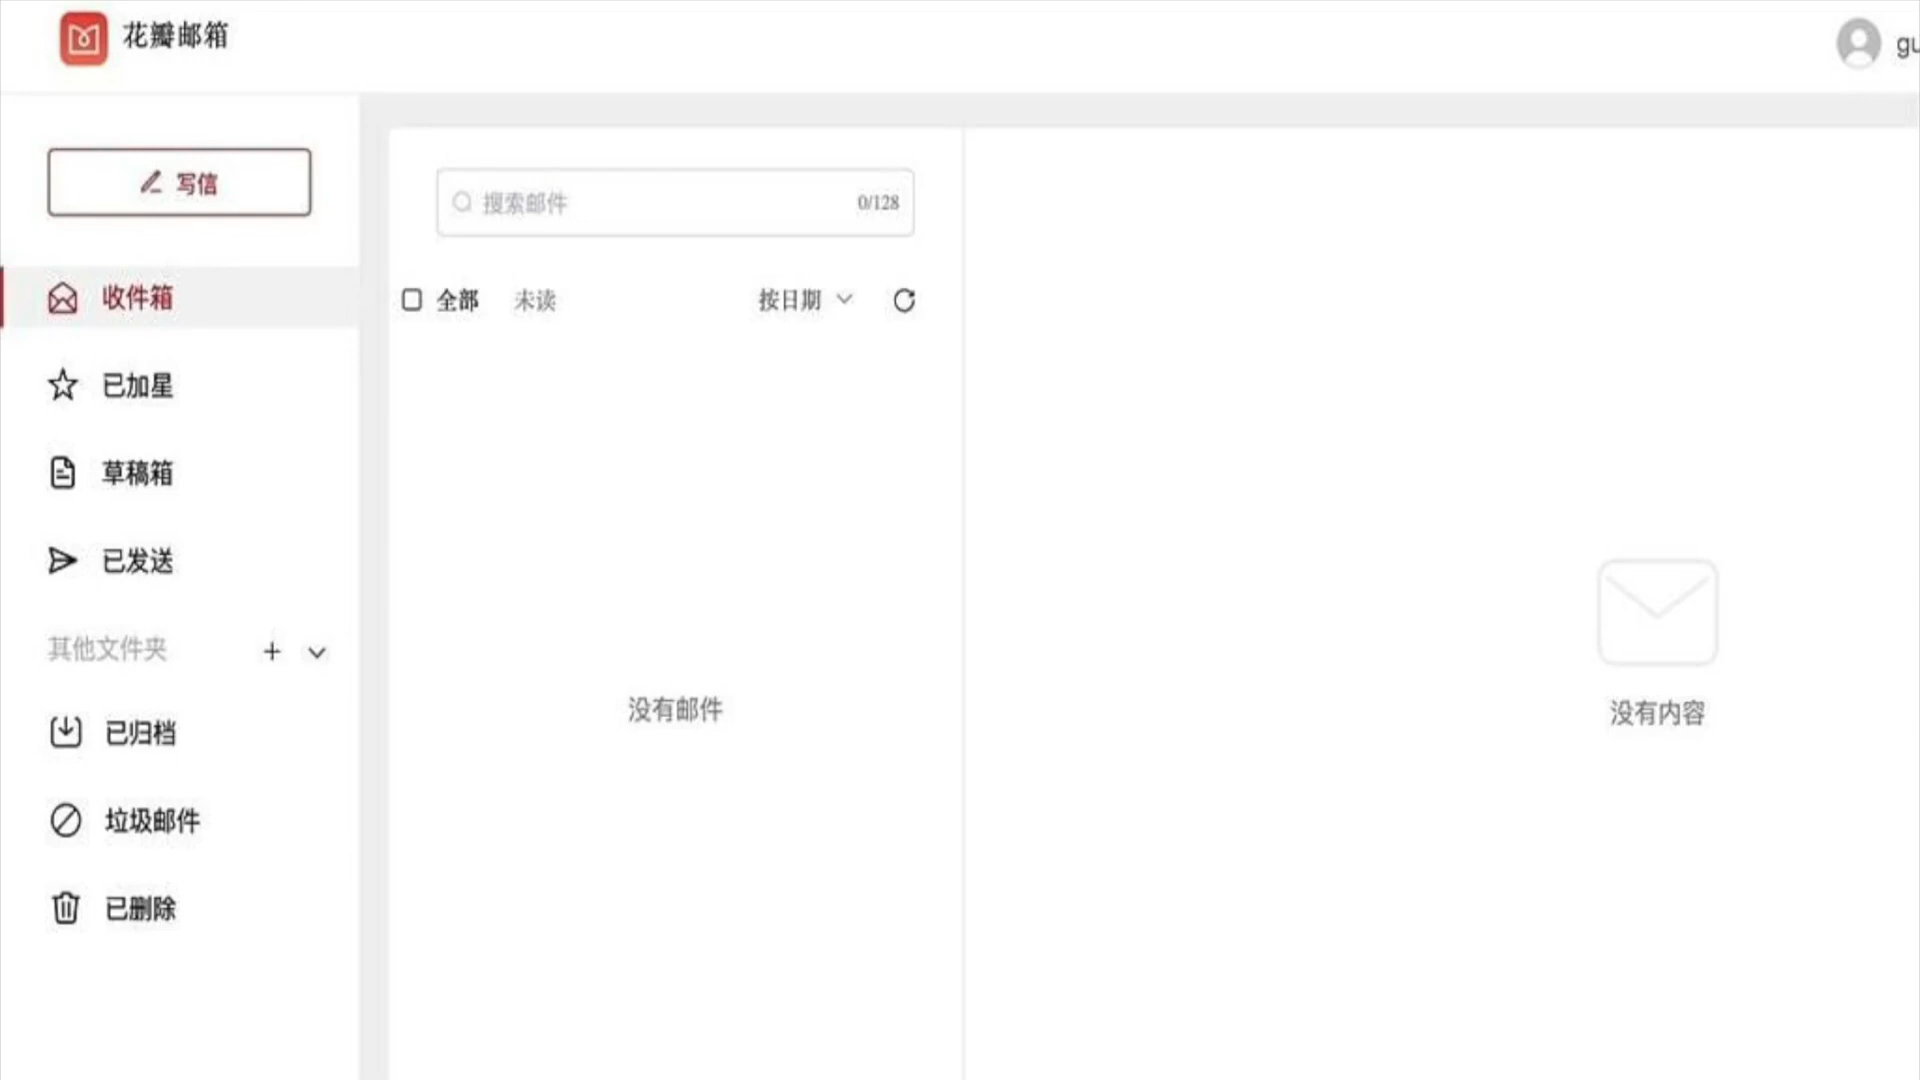 花瓣邮箱
gu
写信
搜索邮件 0/128
收件箱
全部 未读 按日期
已加星
草稿箱
已发送
其他文件夹
没有邮件
没有内容
已归档
垃圾邮件
已删除